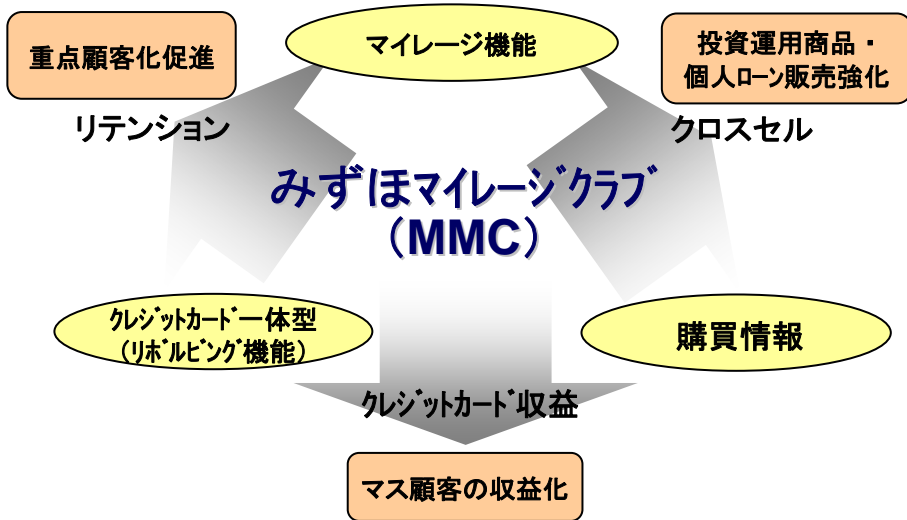 重点顧客化促進
マイレージ機能
投資運用商品・
個人ﾛｰﾝ販売強化
リテンション
クロスセル
みずほﾏｲﾚｰｼﾞｸﾗﾌﾞ
（MMC）
ｸﾚｼﾞｯﾄｶｰﾄﾞ一体型
（ﾘﾎﾞﾙﾋﾞﾝｸﾞ機能）
購買情報
ｸﾚｼﾞｯﾄｶｰﾄﾞ収益
マス顧客の収益化